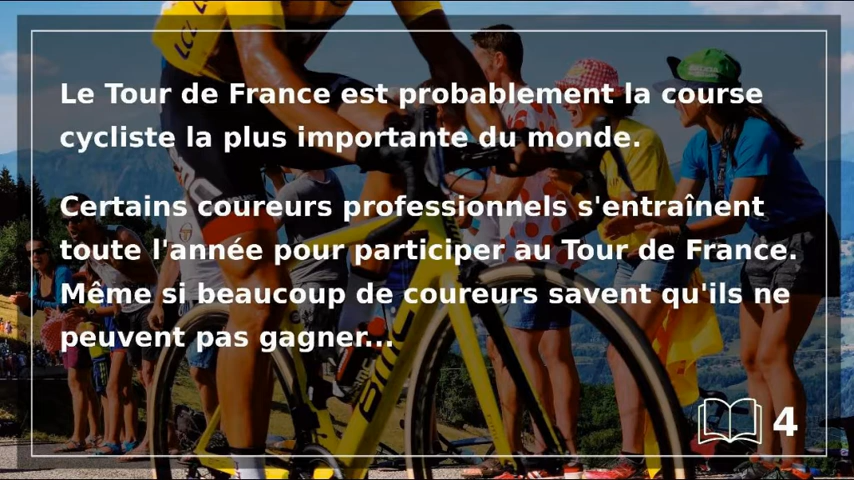 LCL LCL
Le Tour de France est probablement la course
cycliste la plus importante du monde.
Certains coureurs professionnels s'entraînent
toute l'année pour participer au Tour de France.
Même si beaucoup de coureurs savent qu'ils ne
peuvent pas gagner...
4